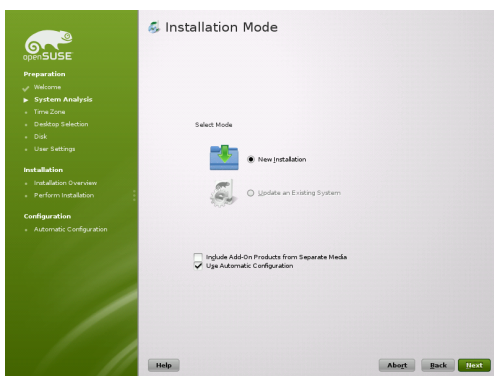 openSUSE
Preparation
Welcome
System Analysis
Time Zone
Desktop Selection
Disk
User Settings
Installation
Installation Overview
Perform Installation
Configuration
Automatic Configuration
Installation Mode
Select Mode
New Installation
Update an Existing System
Include Add-On Products from Separate Media
Use Automatic Configuration
Help
Abort
Back
Next